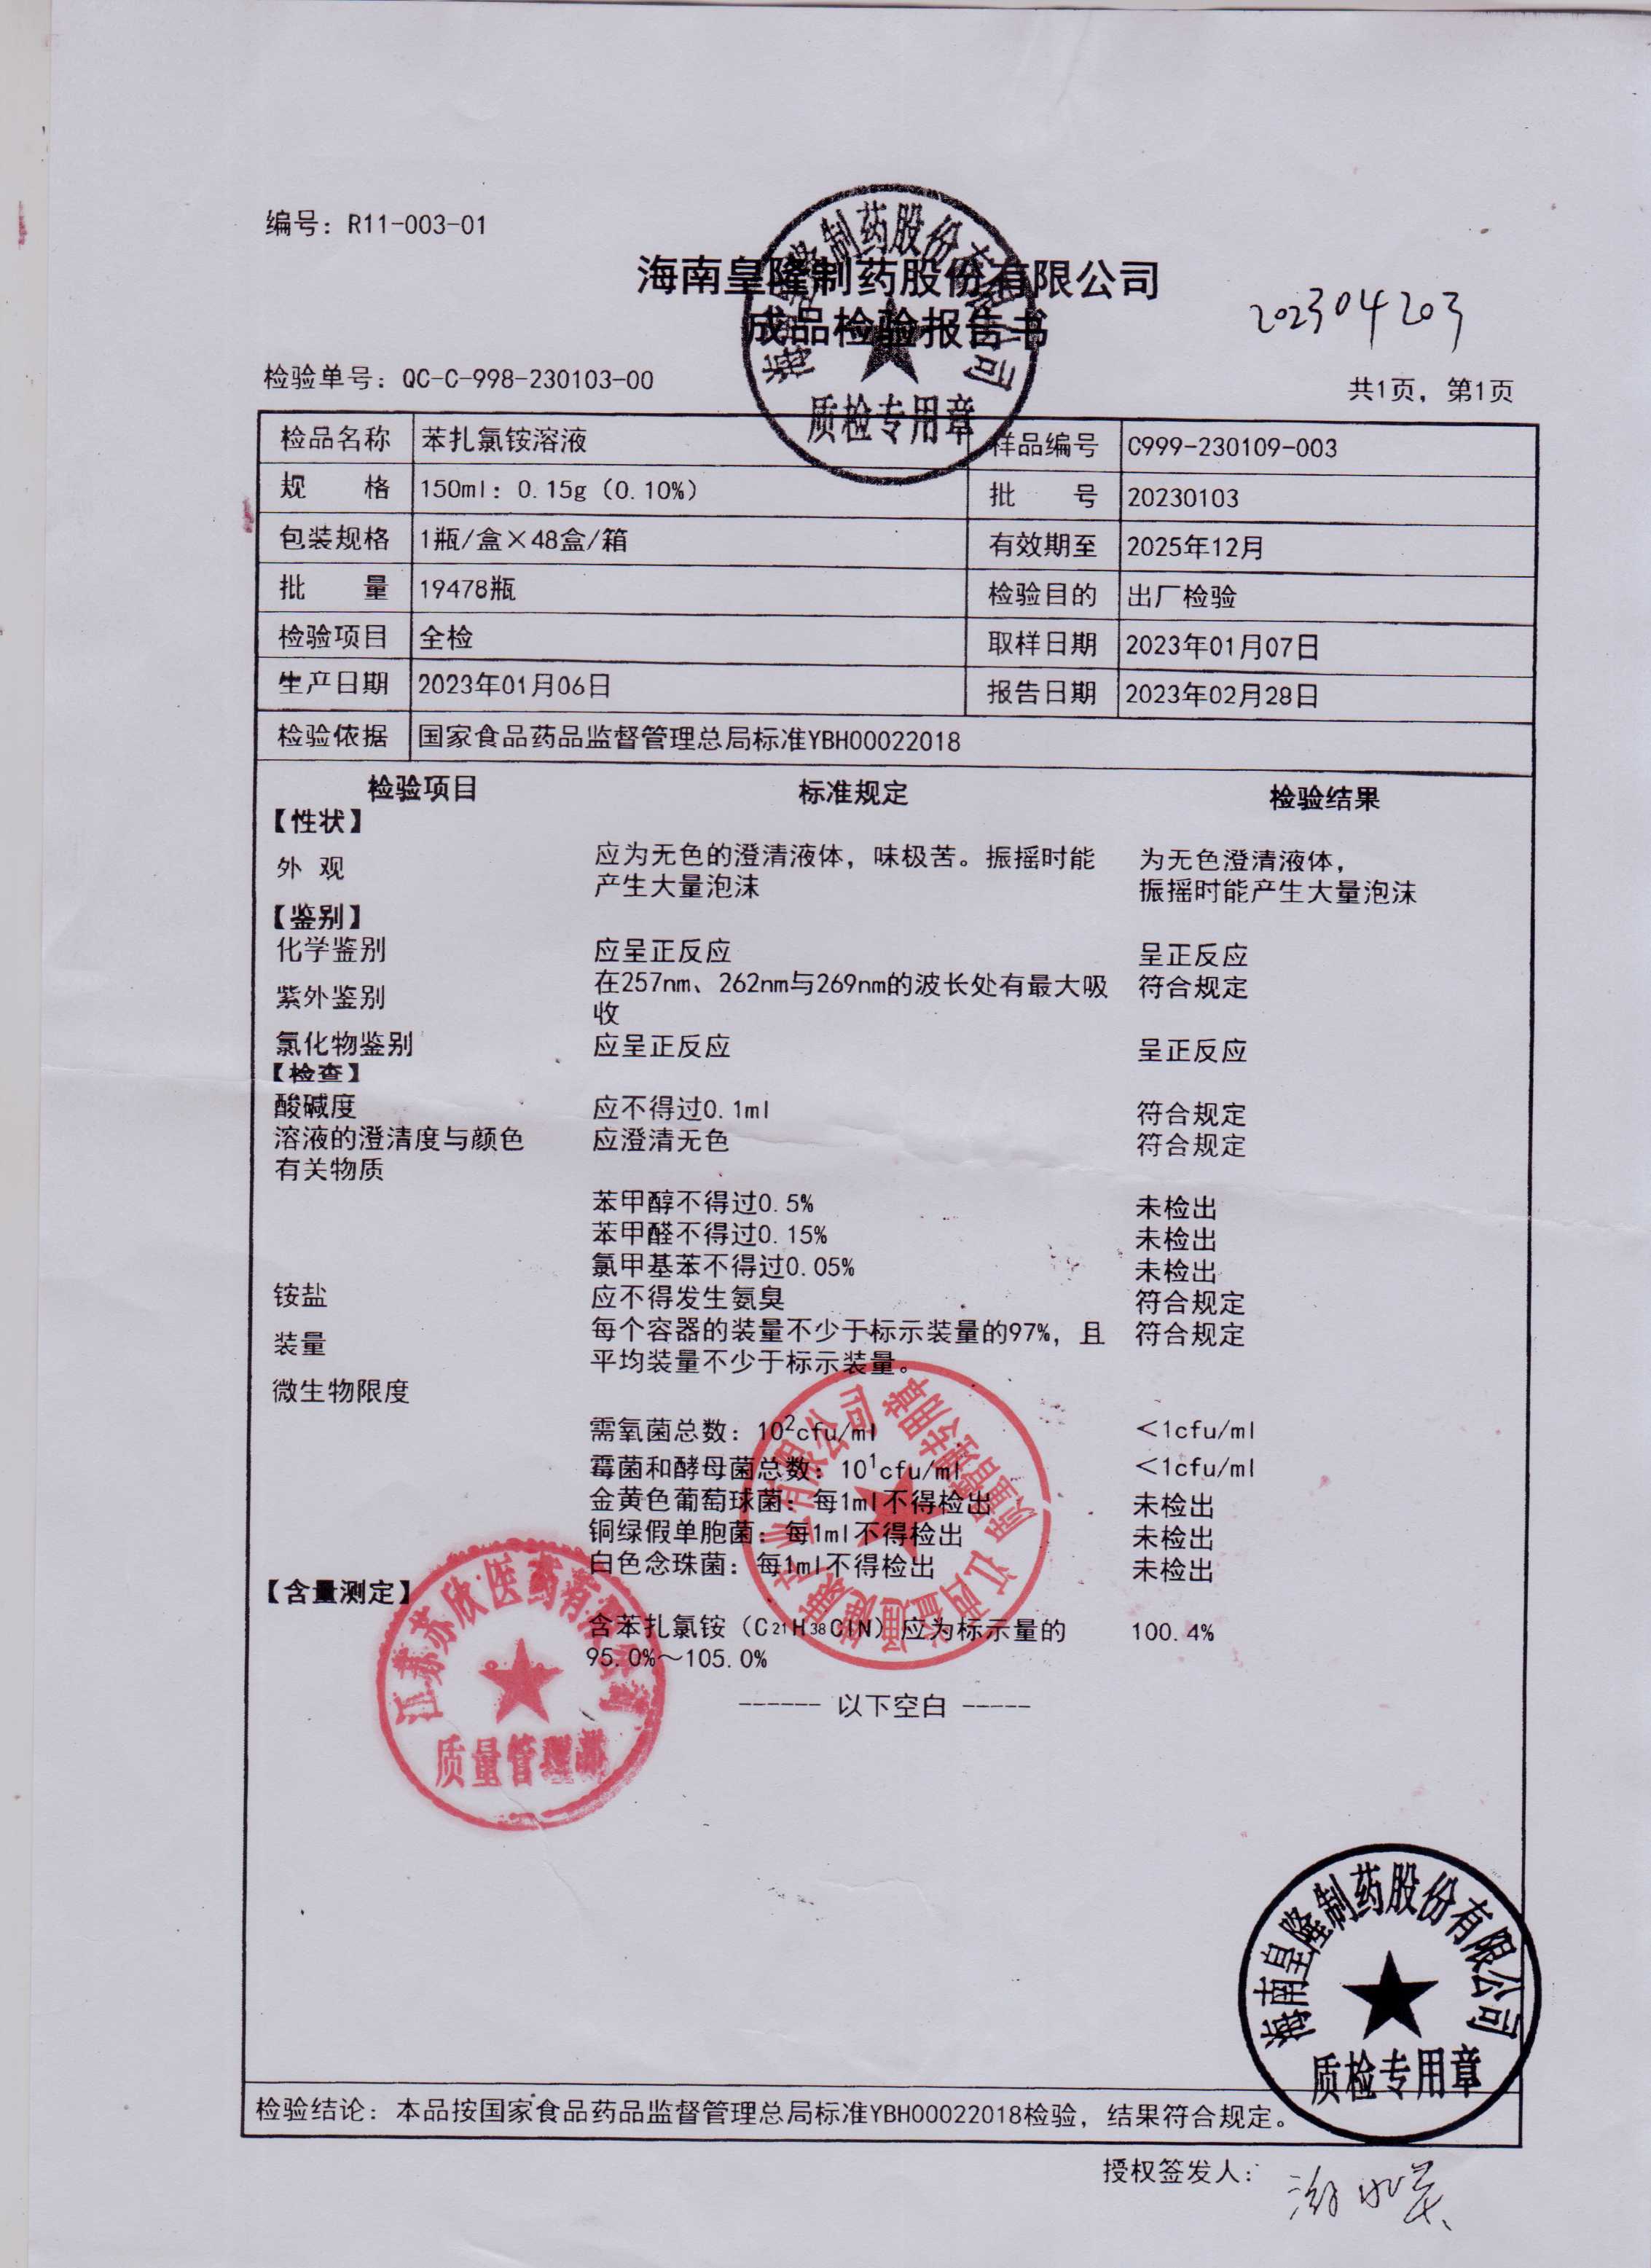 编号：R11-003-01
海南皇隆制药股份有限公司
成品检验报告书
202304203
检验单号：QC-C-998-230103-00
共1页，第1页
质检专用章
检品名称 苯扎氯铵溶液 样品编号 C999-230109-003
规 格 150ml：0.15g（0.10%） 批 号 20230103
包装规格 1瓶/盒×48盒/箱 有效期至 2025年12月
批 量 19478瓶 检验目的 出厂检验
检验项目 全检 取样日期 2023年01月07日
生产日期 2023年01月06日 报告日期 2023年02月28日
检验依据 国家食品药品监督管理总局标准YBH00022018
检验项目 标准规定 检验结果
【性状】
外 观 应为无色的澄清液体，味极苦。振摇时能 为无色澄清液体，
产生大量泡沫 振摇时能产生大量泡沫
【鉴别】
化学鉴别 应呈正反应 呈正反应
紫外鉴别 在257nm、262nm与269nm的波长处有最大吸 符合规定
收
氯化物鉴别 应呈正反应 呈正反应
【检查】
酸碱度 应不得过0.1ml 符合规定
溶液的澄清度与颜色 应澄清无色 符合规定
有关物质
苯甲醇不得过0.5% 未检出
苯甲醛不得过0.15% 未检出
氯甲基苯不得过0.05% 未检出
铵盐 应不得发生氨臭 符合规定
装量 每个容器的装量不少于标示装量的97%，且 符合规定
平均装量不少于标示装量。
微生物限度
需氧菌总数：10²cfu/ml <1cfu/ml
霉菌和酵母菌总数：10¹cfu/ml <1cfu/ml
金黄色葡萄球菌：每1ml不得检出 未检出
铜绿假单胞菌：每1ml不得检出 未检出
白色念珠菌：每1ml不得检出 未检出
【含量测定】
含苯扎氯铵（C₂₁H₃₈ClN）应为标示量的 100.4%
95.0%～105.0%
------ 以下空白 -----
江苏苏欣医药有限公司
质量管理部
海南皇隆制药股份有限公司
质检专用章
检验结论：本品按国家食品药品监督管理总局标准YBH00022018检验，结果符合规定。
授权签发人：